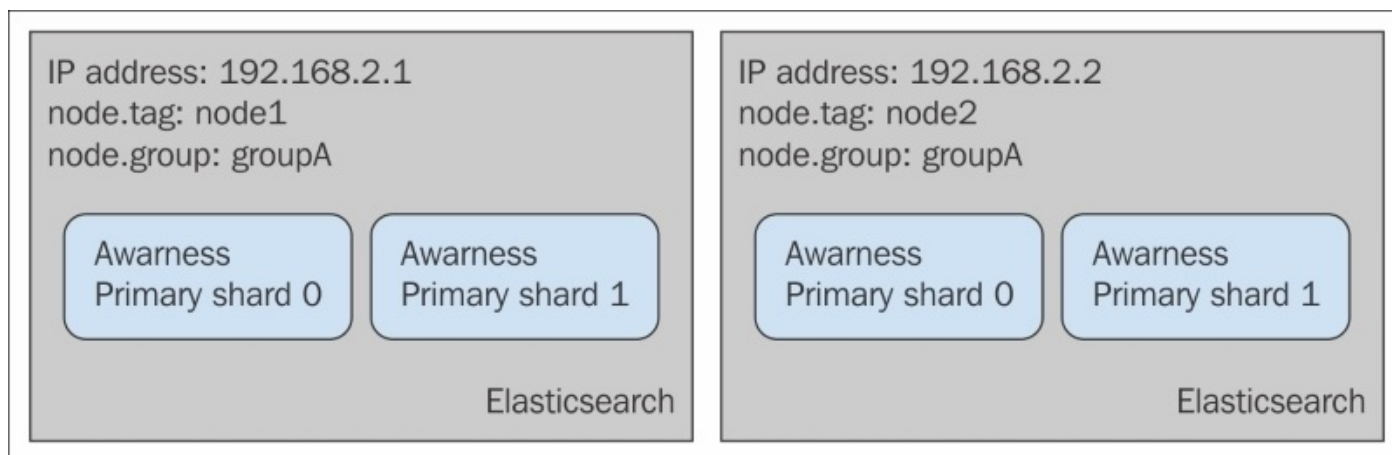 IP address: 192.168.2.1
node.tag: node1
node.group: groupA
Awarness
Primary shard 0
Awarness
Primary shard 1
Elasticsearch
IP address: 192.168.2.2
node.tag: node2
node.group: groupA
Awarness
Primary shard 0
Awarness
Primary shard 1
Elasticsearch